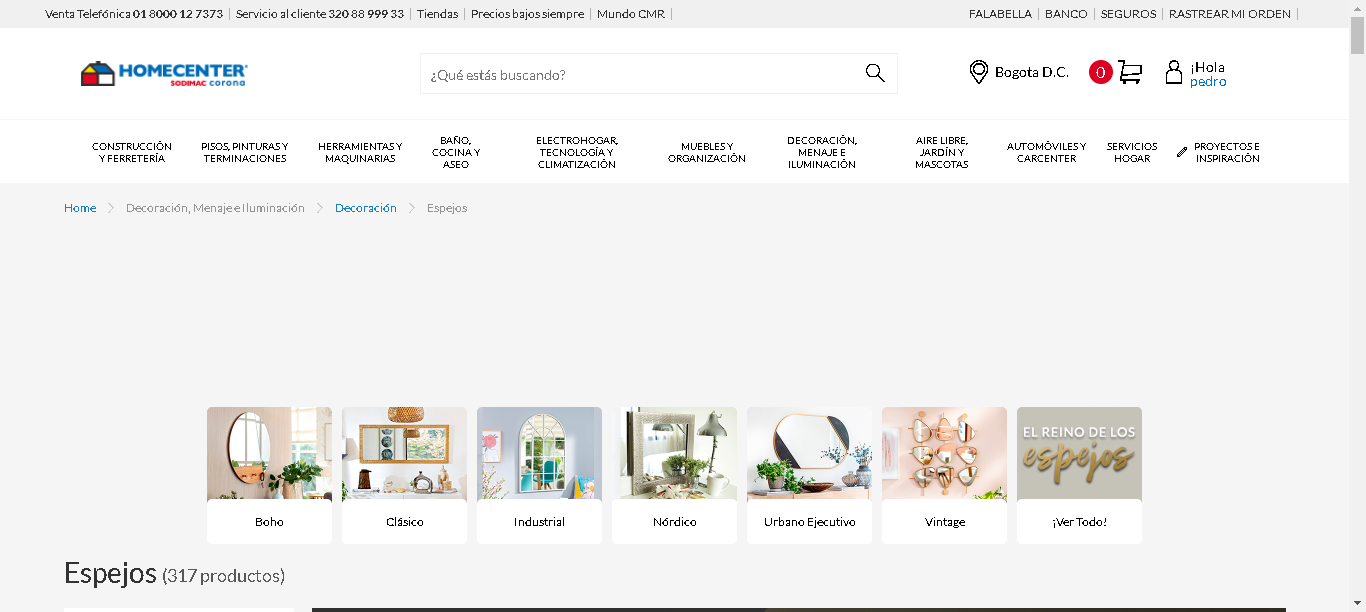 Venta Telefónica 01 8000 12 7373 Servicio al cliente 320 88 999 33 Tiendas Precios bajos siempre Mundo CMR FALABELLA BANCO SEGUROS RASTREAR MI ORDEN
HOMECENTER
SODIMAC corona
¿Qué estás buscando?
Bogota D.C.
0
¡Hola
pedro
CONSTRUCCIÓN
Y FERRETERÍA
PISOS, PINTURAS Y
TERMINACIONES
HERRAMIENTAS Y
MAQUINARIAS
BAÑO,
COCINA Y
ASEO
ELECTROHOGAR,
TECNOLOGÍA Y
CLIMATIZACIÓN
MUEBLES Y
ORGANIZACIÓN
DECORACIÓN,
MENAJE E
ILUMINACIÓN
AIRE LIBRE,
JARDÍN Y
MASCOTAS
AUTOMÓVILES Y
CARCENTER
SERVICIOS
HOGAR
PROYECTOS E
INSPIRACIÓN
Home Decoración, Menaje e Iluminación Decoración Espejos
EL REINO DE LOS
espejos
Boho Clásico Industrial Nórdico Urbano Ejecutivo Vintage ¡Ver Todo!
Espejos (317 productos)